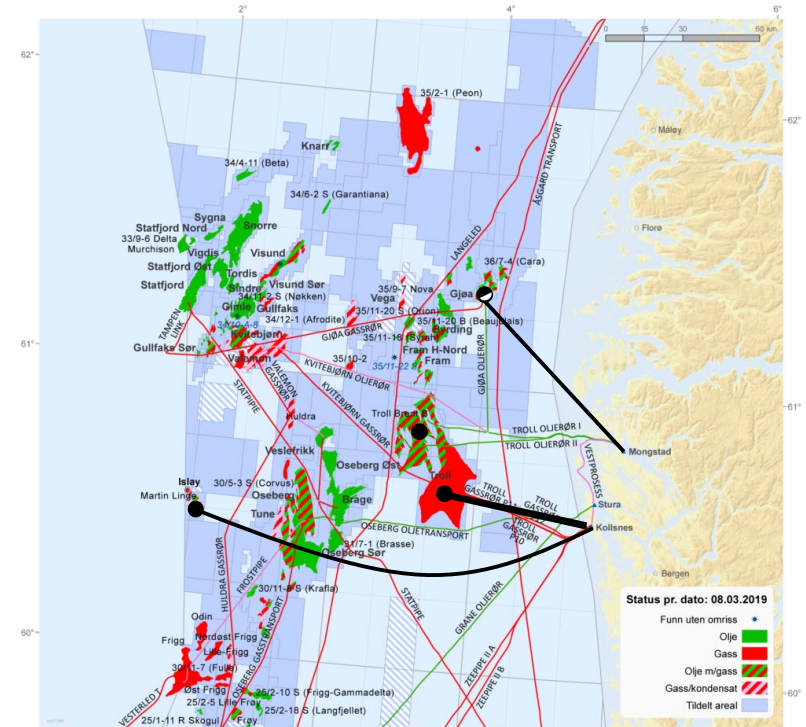 2°
4°
6°
62°
0
15
30
60 km
35/2-1 (Peon)
62°
Måløy
Knarr
ÅSGARD TRANSPORT
34/4-11 (Beta)
34/6-2 S (Garantiana)
Sygna
Statfjord Nord
Snorre
Florø
33/9-6 Delta
Murchison
Vigdis
Visund
LANGELED
Statfjord Øst
Tordis
36/7-4 (Cara)
Statfjord
Sindre
Visund Sør
34/11-2 S (Nøkken)
35/9-7 Nova
Vega
Gjøa
Gimle
Gullfaks
35/11-20 S (Orion)
34/12-1 (Afrodite)
35/11-20 B (Beaujolais)
TAMPEN
LINK
Kvitebjørn
GJØA GASSRØR
61°
Gullfaks Sør
Valemon
35/10-2
Fram H-Nord
Fram
35/11-22 S
GJØA OLJERØR
KVITEBJØRN OLJERØR
VALEMON
GASSRØR
STATPIPE
KVITEBJØRN GASSRØR
61°
Huldra
Troll Brent B
TROLL OLJERØR I
TROLL OLJERØR II
Mongstad
Veslefrikk
Oseberg Øst
VESTPROSESS
Islay
Martin Linge
30/5-3 S (Corvus)
Troll
Oseberg
Brage
TROLL
Stura
Tune
Kollsnes
OSEBERG OLJETRANSPORT
TROLL
GASSRØR
P10
31/7-1 (Brasse)
Oseberg Sør
HULDRA GASSRØR
FROSTPIPE
Bergen
30/11-8 S (Krafla)
STATPIPE
GRANE OLJERØR
Status pr. dato: 08.03.2019
Funn uten omriss
Olje
Gass
Olje m/gass
Gass/kondensat
Tildelt areal
60°
Odin
Frigg
Nordøst Frigg
Lille-Frigg
30/11-7 (Fulla)
OSEBERG GASSTRANSPORT
ZEEPIPE II A
ZEEPIPE II B
60°
Øst Frigg
25/2-10 S (Frigg-Gammadelta)
VESTERLED T
25/2-5 Lille Frøy
25/2-18 S (Langfjellet)
25/1-11 R Skogul
Frøy